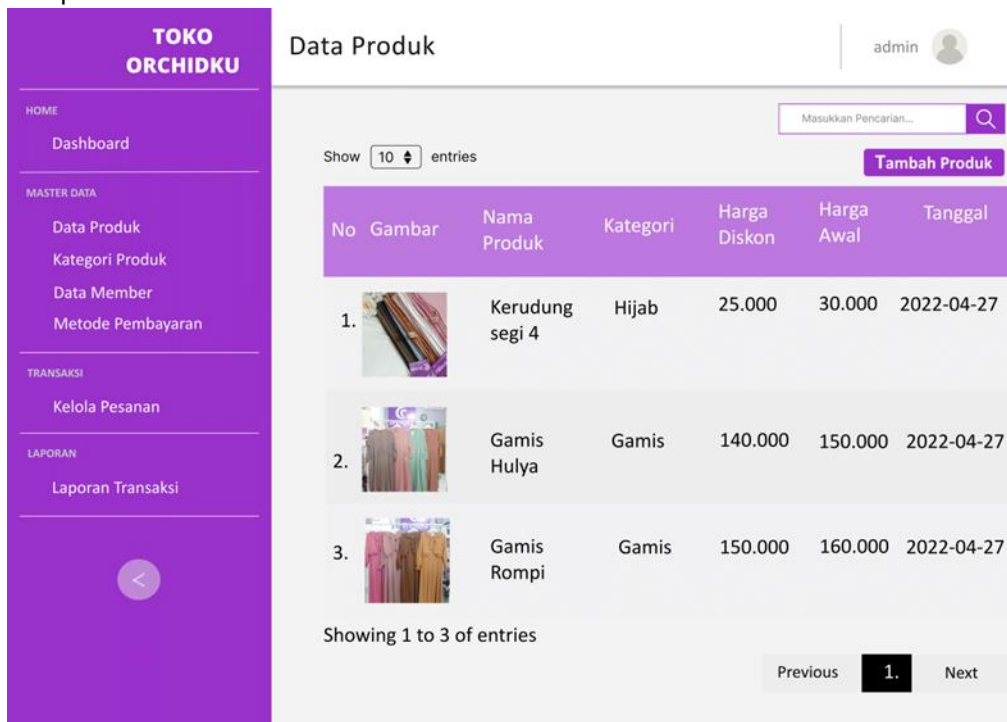 TOKO
ORCHIDKU
HOME
Dashboard
MASTER DATA
Data Produk
Kategori Produk
Data Member
Metode Pembayaran
TRANSAKSI
Kelola Pesanan
LAPORAN
Laporan Transaksi
<
Data Produk
admin
Masukkan Pencarian...
Show 10 entries
Tambah Produk
No Gambar Nama Produk Kategori Harga Diskon Harga Awal Tanggal
1. Kerudung segi 4 Hijab 25.000 30.000 2022-04-27
2. Gamis Hulya Gamis 140.000 150.000 2022-04-27
3. Gamis Rompi Gamis 150.000 160.000 2022-04-27
Showing 1 to 3 of entries
Previous 1. Next